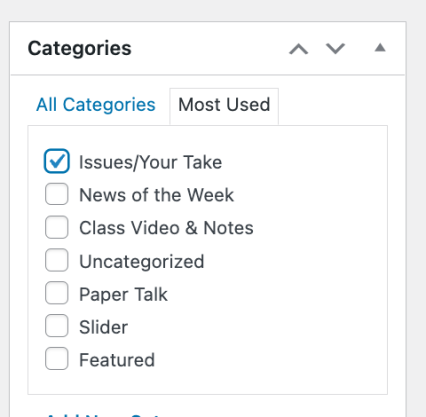 Categories
All Categories
Most Used
Issues/Your Take
News of the Week
Class Video & Notes
Uncategorized
Paper Talk
Slider
Featured